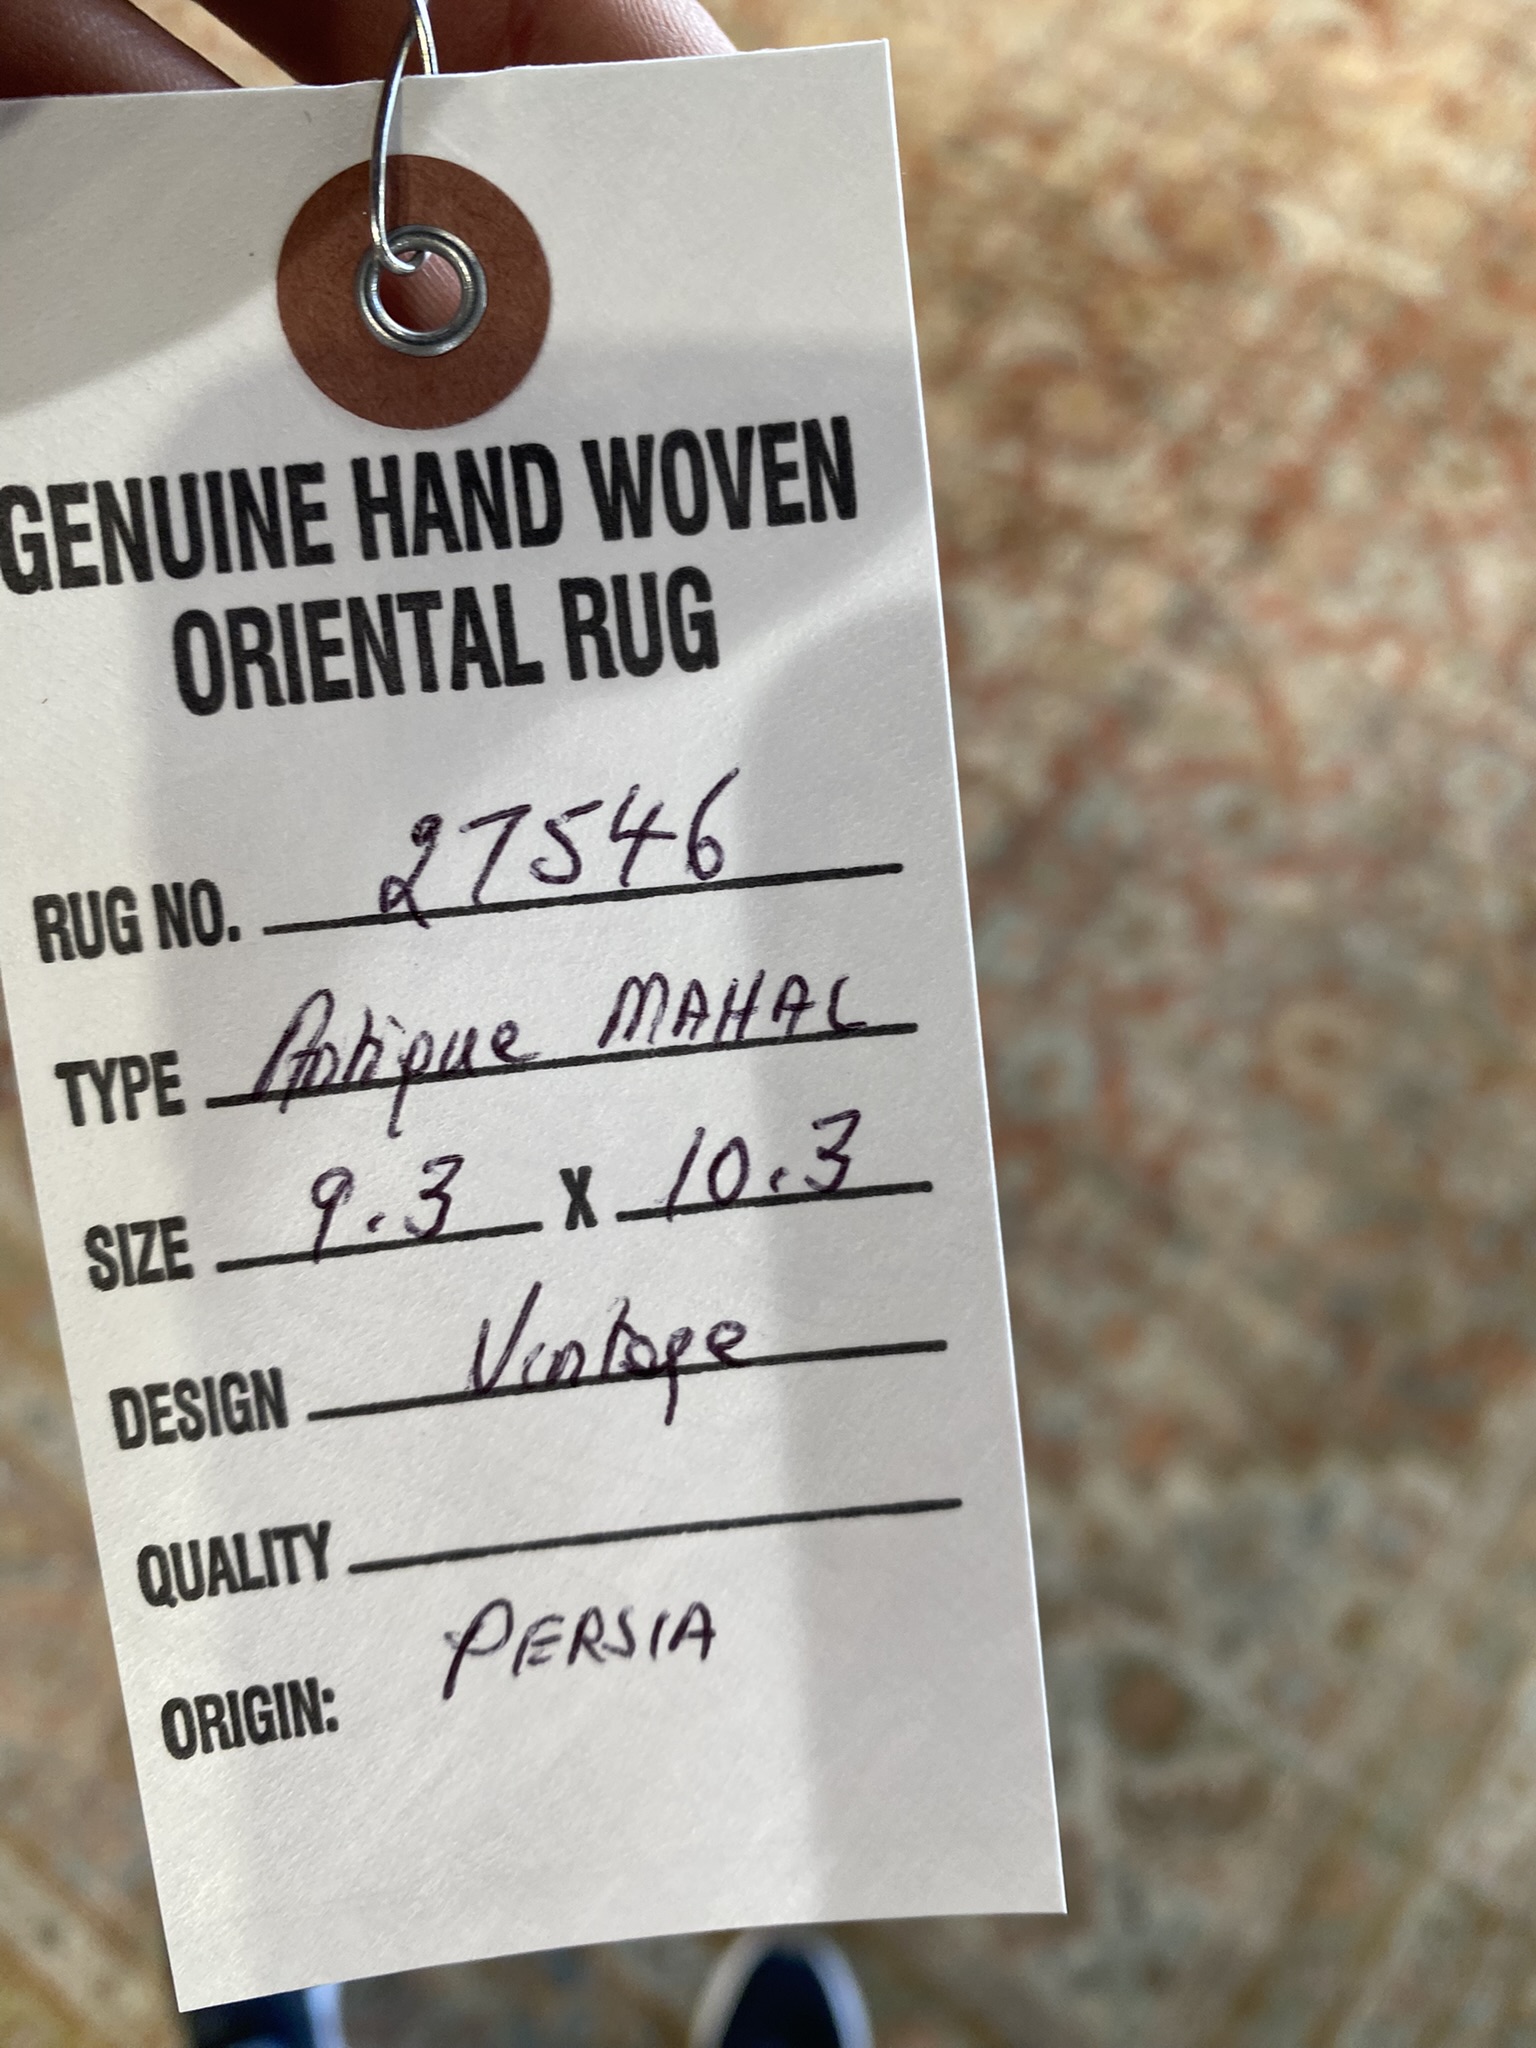 GENUINE HAND WOVEN
ORIENTAL RUG
RUG NO. 27546
TYPE Antique MAHAL
SIZE 9.3 X 10.3
DESIGN Vintage
QUALITY
ORIGIN: PERSIA